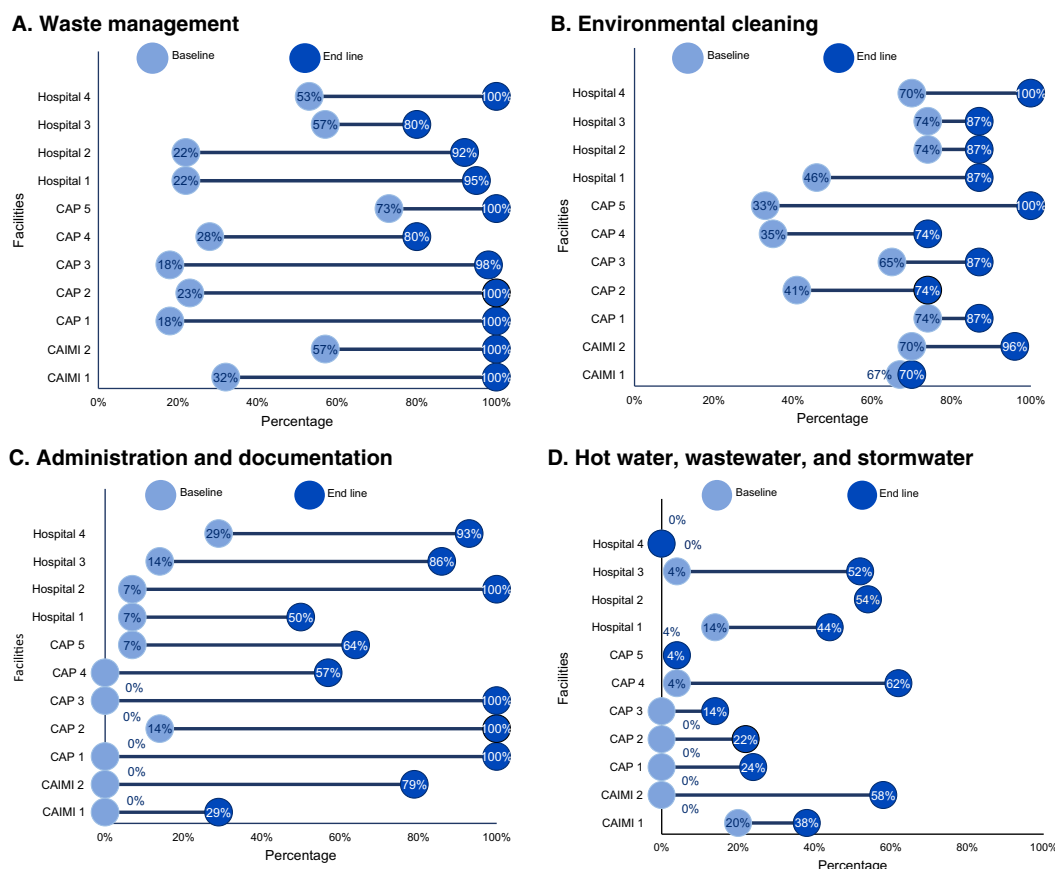 A. Waste management
Baseline
End line
Facilities
Hospital 4
53%
100%
Hospital 3
57%
80%
Hospital 2
22%
92%
Hospital 1
22%
95%
CAP 5
73%
100%
CAP 4
28%
80%
CAP 3
18%
98%
CAP 2
23%
100%
CAP 1
18%
100%
CAIMI 2
57%
100%
CAIMI 1
32%
100%
0%
20%
40%
60%
80%
100%
Percentage
B. Environmental cleaning
Baseline
End line
Facilities
Hospital 4
70%
100%
Hospital 3
74%
87%
Hospital 2
74%
87%
Hospital 1
46%
87%
CAP 5
33%
100%
CAP 4
35%
74%
CAP 3
65%
87%
CAP 2
41%
74%
CAP 1
74%
87%
CAIMI 2
70%
96%
CAIMI 1
67%
70%
0%
20%
40%
60%
80%
100%
Percentage
C. Administration and documentation
Baseline
End line
Facilities
Hospital 4
29%
93%
Hospital 3
14%
86%
Hospital 2
7%
100%
Hospital 1
7%
50%
CAP 5
7%
64%
CAP 4
57%
0%
CAP 3
100%
0%
CAP 2
14%
100%
0%
CAP 1
100%
0%
CAIMI 2
79%
0%
CAIMI 1
29%
0%
20%
40%
60%
80%
100%
Percentage
D. Hot water, wastewater, and stormwater
Baseline
End line
Facilities
0%
Hospital 4
0%
Hospital 3
4%
52%
Hospital 2
54%
Hospital 1
14%
44%
4%
CAP 5
4%
CAP 4
4%
62%
CAP 3
14%
0%
CAP 2
22%
0%
CAP 1
24%
0%
CAIMI 2
58%
0%
CAIMI 1
20%
38%
0%
20%
40%
60%
80%
100%
Percentage